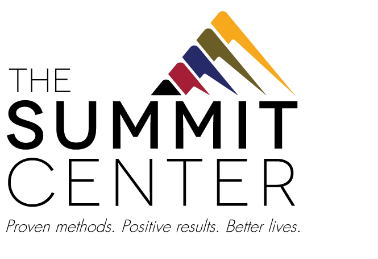 THE
SUMMIT
CENTER
Proven methods. Positive results. Better lives.